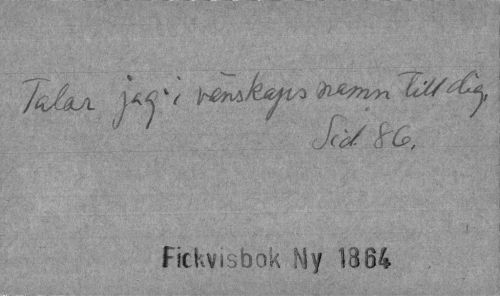 Talar jag i vänskaps namn till dig,
Sid. 86.
Fickvisbok Ny 1864